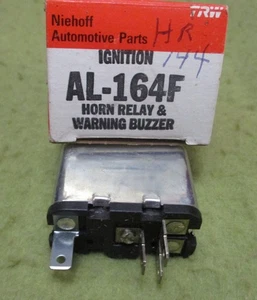 Niehoff
Automotive Parts
TRW
HR
144
IGNITION
AL-164F
HORN RELAY &
WARNING BUZZER